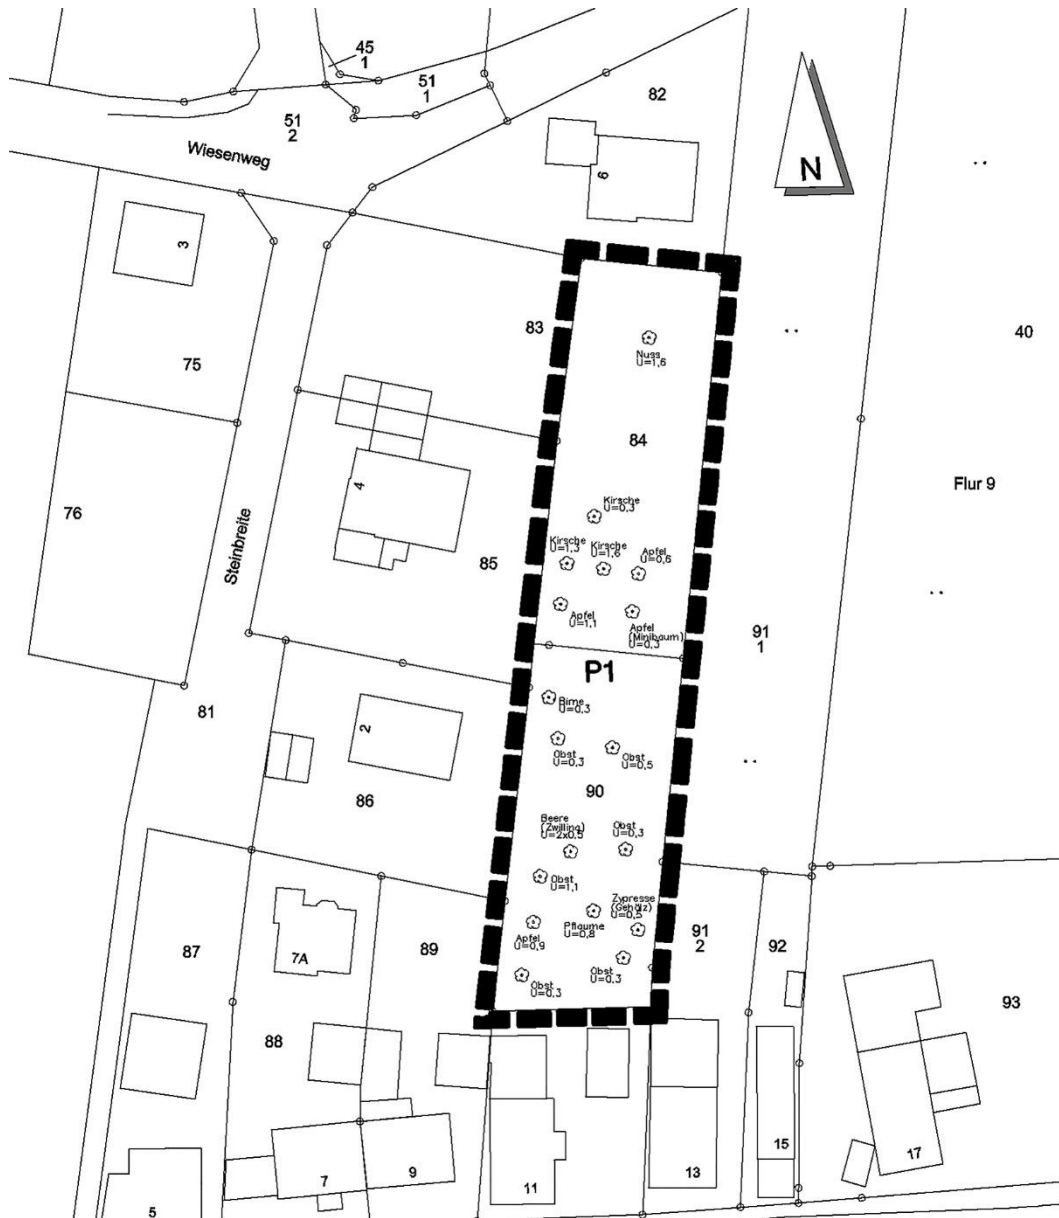 45
1
51
1
82
51
2
Wiesenweg
6
N
3
83
40
75
Nuss
U=1,6
84
4
Flur 9
76
Kirsche
U=0,3
Steinbreite
Kirsche
U=1,3
Kirsche
U=1,6
Apfel
U=0,6
85
Apfel
U=1,1
Apfel
(Minibaum)
U=0,3
91
1
P1
81
Birne
U=0,3
2
Obst
U=0,3
Obst
U=0,5
86
90
Beere
(Zwilling)
U=2x0,5
Obst
U=0,3
Obst
U=1,1
Zypresse
(Gehölz)
U=0,5
Pflaume
U=0,8
Apfel
U=0,9
91
2
87
7A
89
92
Obst
U=0,3
Obst
U=0,3
93
88
15
17
7
9
11
13
5